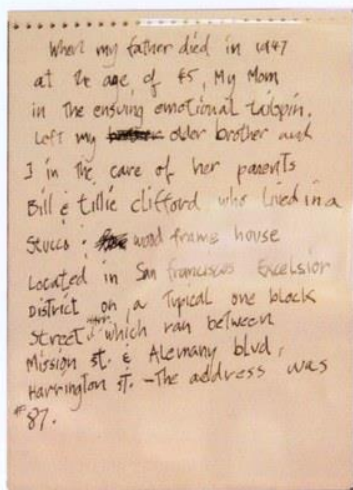 When my father died in 1947
at the age of 45, My Mom
in the ensuing emotional tailspin.
Left my older brother and
I in the care of her parents
Bill & Tillie Clifford who lived in a
Stucco & wood frame house
Located in San Franciscos Excelsior
District on a Typical one block
Street which ran between
Mission St. & Alemany blvd,
Harrington St. - The address was
#87.